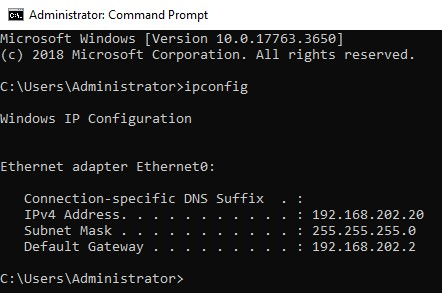 Administrator: Command Prompt
Microsoft Windows [Version 10.0.17763.3650]
(c) 2018 Microsoft Corporation. All rights reserved.
C:\Users\Administrator>ipconfig
Windows IP Configuration
Ethernet adapter Ethernet0:
Connection-specific DNS Suffix  . :
IPv4 Address. . . . . . . . . . . : 192.168.202.20
Subnet Mask . . . . . . . . . . . : 255.255.255.0
Default Gateway . . . . . . . . . : 192.168.202.2
C:\Users\Administrator>